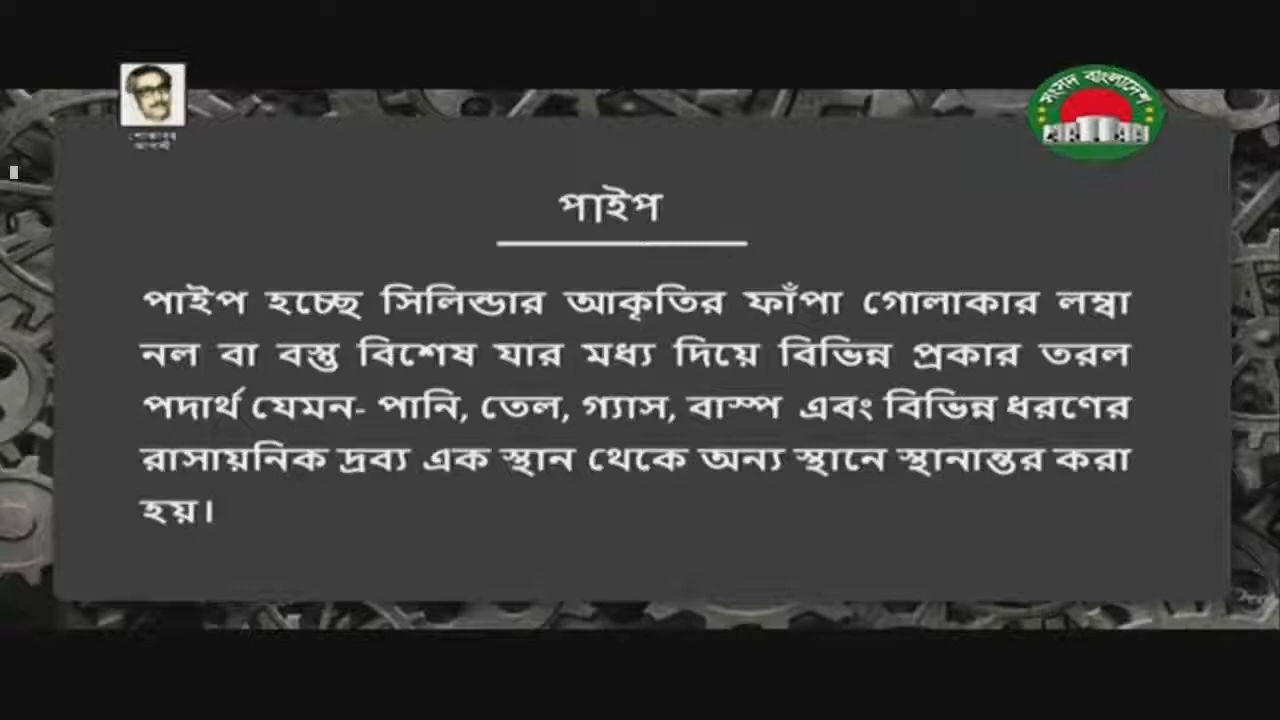 সংসদ বাংলাদেশ
পাইপ
পাইপ হচ্ছে সিলিন্ডার আকৃতির ফাঁপা গোলাকার লম্বা
নল বা বস্তু বিশেষ যার মধ্য দিয়ে বিভিন্ন প্রকার তরল
পদার্থ যেমন- পানি, তেল, গ্যাস, বাস্প এবং বিভিন্ন ধরণের
রাসায়নিক দ্রব্য এক স্থান থেকে অন্য স্থানে স্থানান্তর করা
হয়।